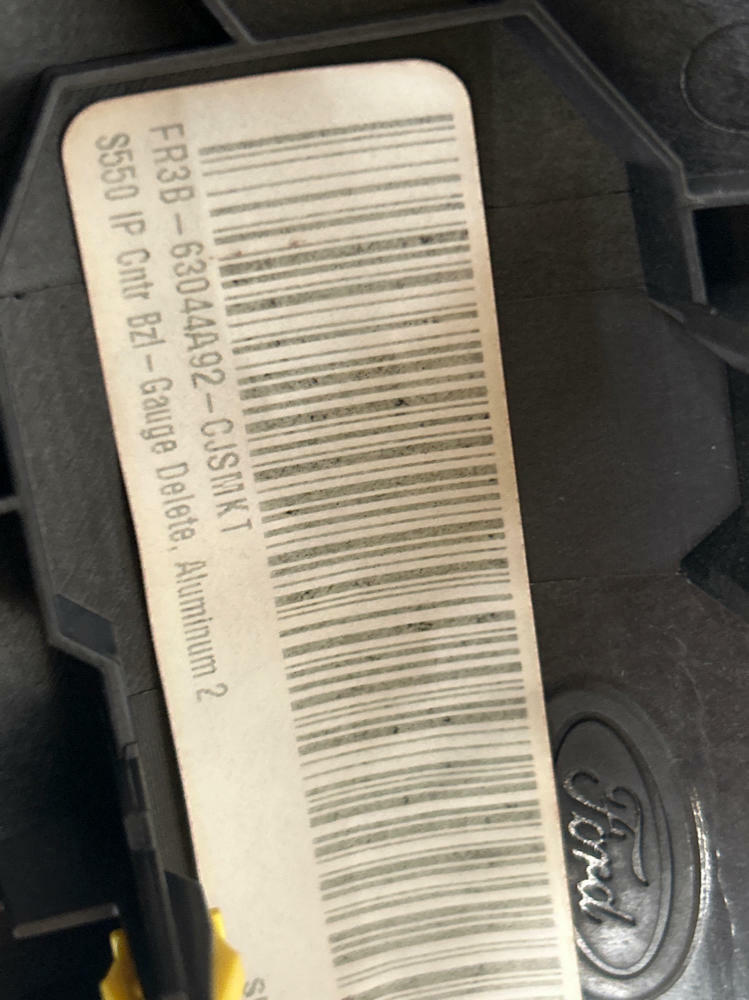 FR3B-63044A92-CJSMKT
S550 IP Cntr Bzl-Gauge Delete, Aluminum 2
Ford